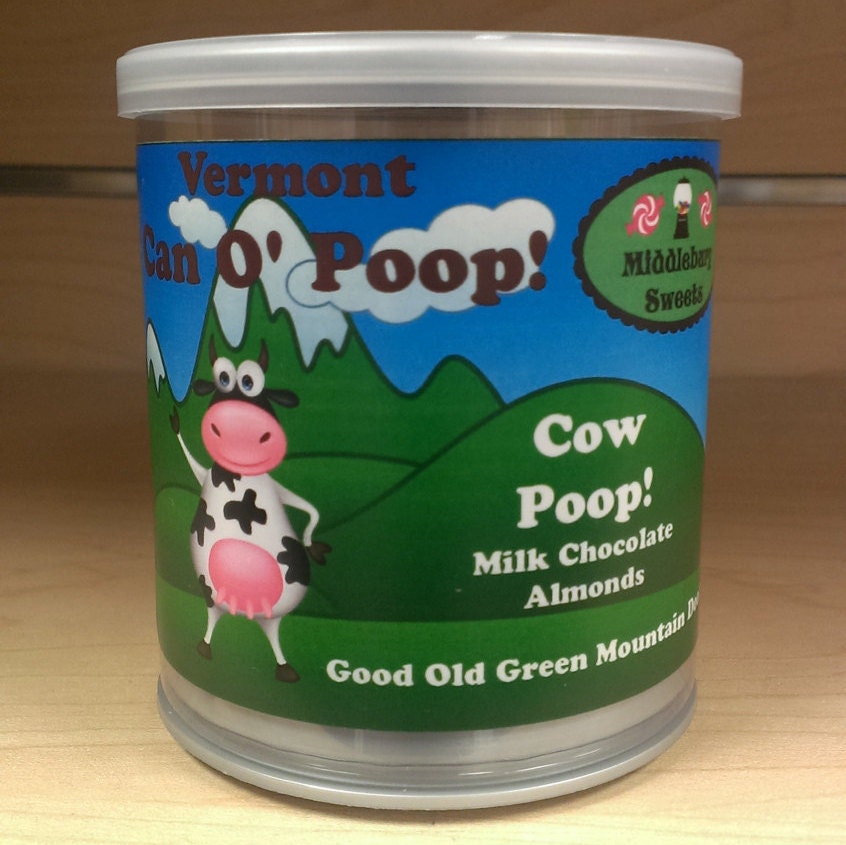 Vermont
Can O' Poop!
Middlebury
Sweets
Cow
Poop!
Milk Chocolate
Almonds
Good Old Green Mountain